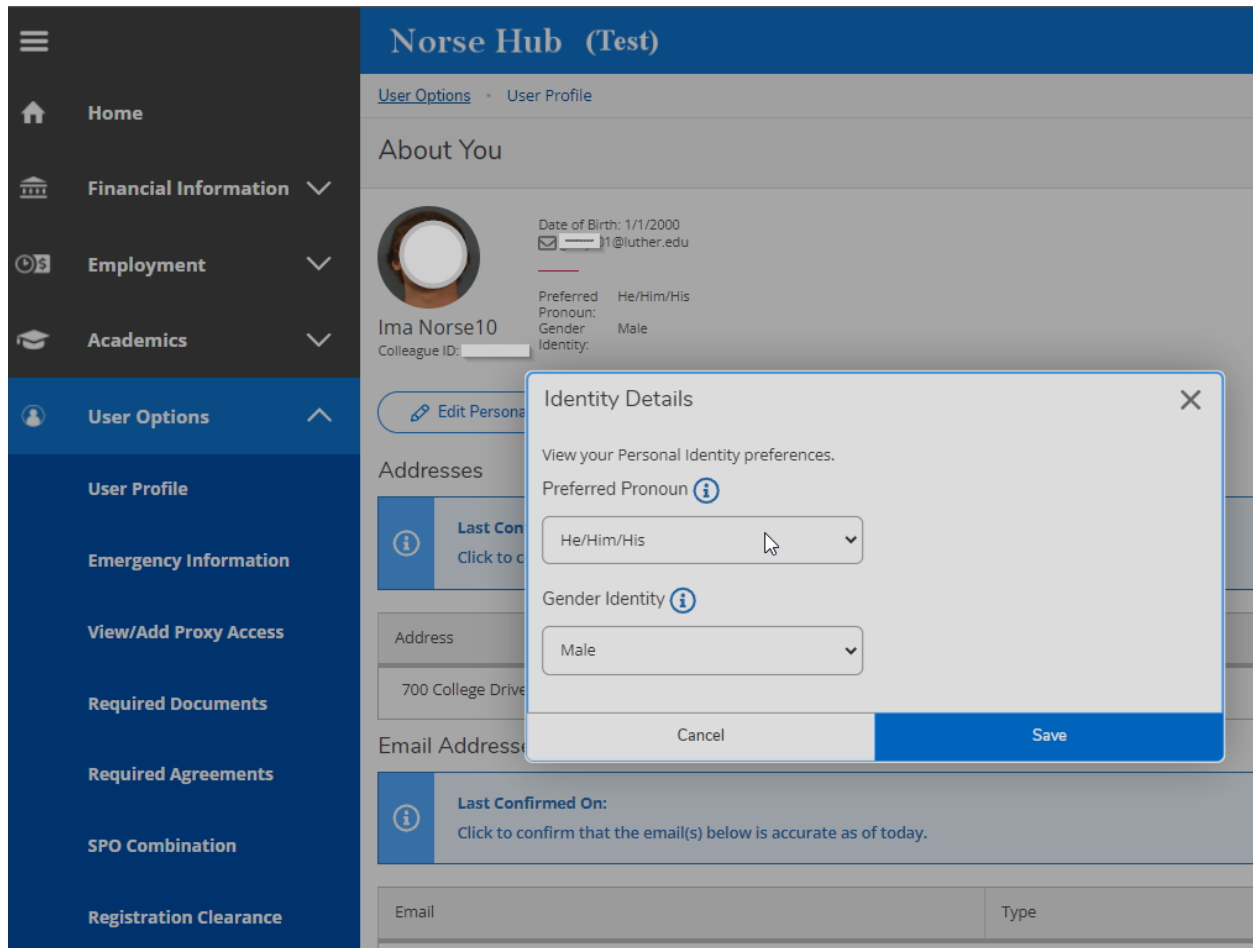 Norse Hub (Test)
Home
Financial Information
Employment
Academics
User Options
User Profile
Emergency Information
View/Add Proxy Access
Required Documents
Required Agreements
SPO Combination
Registration Clearance
User Options • User Profile
About You
Date of Birth: 1/1/2000
1@luther.edu
Preferred Pronoun: He/Him/His
Gender Identity: Male
Ima Norse10
Colleague ID:
Edit Persona
Addresses
Last Con
Click to c
Address
700 College Drive
Email Addresse
Last Confirmed On:
Click to confirm that the email(s) below is accurate as of today.
Email Type
Identity Details
View your Personal Identity preferences.
Preferred Pronoun
He/Him/His
Gender Identity
Male
Cancel Save